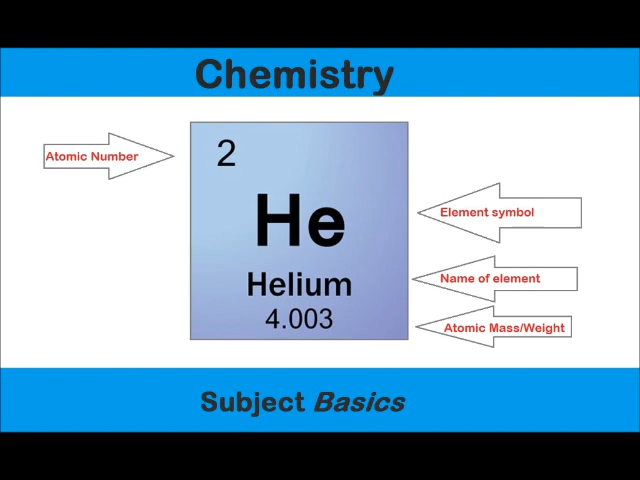 Chemistry
Atomic Number
2
He
Element symbol
Helium
Name of element
4.003
Atomic Mass/Weight
Subject Basics